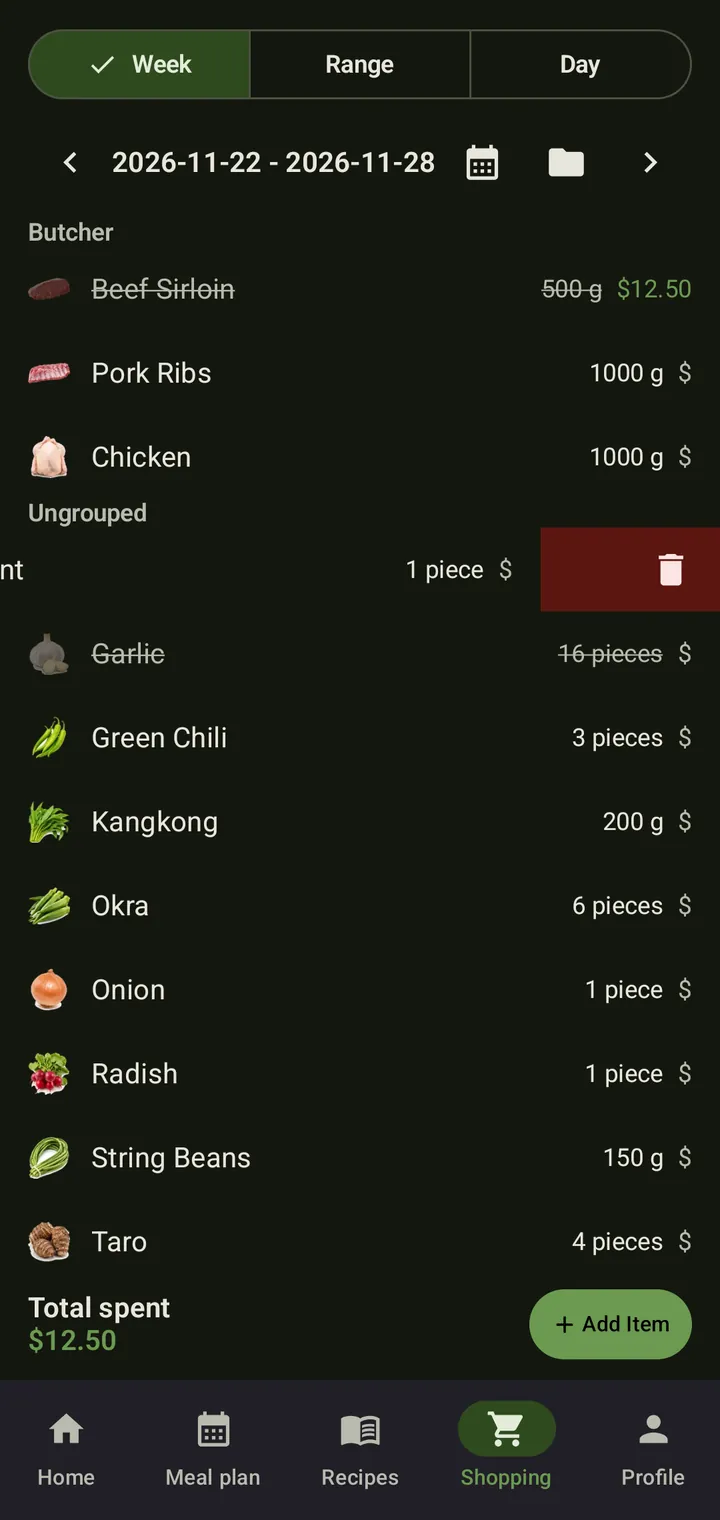 Week Range Day
2026-11-22 - 2026-11-28
Butcher
Beef Sirloin 500 g $12.50
Pork Ribs 1000 g $
Chicken 1000 g $
Ungrouped
nt 1 piece $
Garlic 16 pieces $
Green Chili 3 pieces $
Kangkong 200 g $
Okra 6 pieces $
Onion 1 piece $
Radish 1 piece $
String Beans 150 g $
Taro 4 pieces $
Total spent
$12.50
+ Add Item
Home Meal plan Recipes Shopping Profile